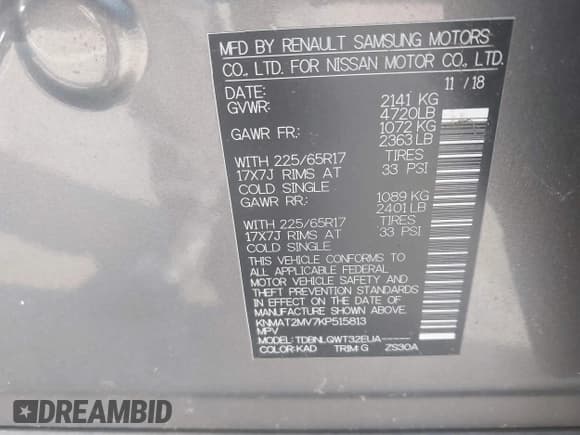 MFD BY RENAULT SAMSUNG MOTORS
CO., LTD. FOR NISSAN MOTOR CO., LTD.
DATE: 11 / 18
GVWR: 2141 KG
4720LB
GAWR FR: 1072 KG
2363 LB
WITH 225/65R17 TIRES
17X7J RIMS AT 33 PSI
COLD SINGLE
GAWR RR: 1089 KG
2401 LB
WITH 225/65R17 TIRES
17X7J RIMS AT 33 PSI
COLD SINGLE
THIS VEHICLE CONFORMS TO
ALL APPLICABLE FEDERAL
MOTOR VEHICLE SAFETY AND
THEFT PREVENTION STANDARDS
IN EFFECT ON THE DATE OF
MANUFACTURE SHOWN ABOVE.
KNMAT2MV7KP515813
MPV
MODEL: TDBNLGWT32EUA-----
COLOR: KAD TRIM: G ZS30A
DREAMBID